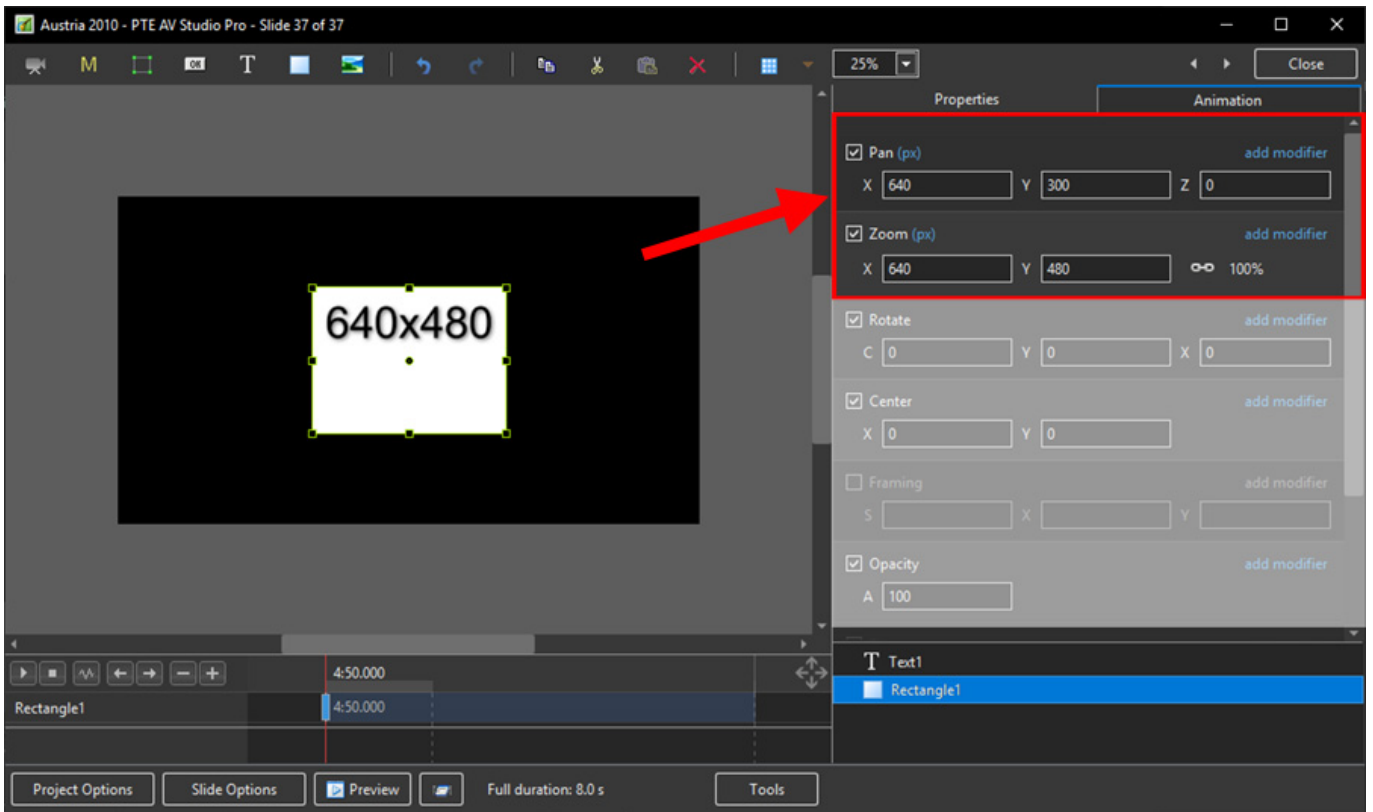 Austria 2010 - PTE AV Studio Pro - Slide 37 of 37
M OK T 25% Close
Properties Animation
Pan (px) add modifier
X 640 Y 300 Z 0
Zoom (px) add modifier
X 640 Y 480 100%
640x480
Rotate add modifier
C 0 Y 0 X 0
Center add modifier
X 0 Y 0
Framing add modifier
S X Y
Opacity add modifier
A 100
4:50.000
Rectangle1 4:50.000
T Text1
Rectangle1
Project Options Slide Options Preview Full duration: 8.0 s Tools